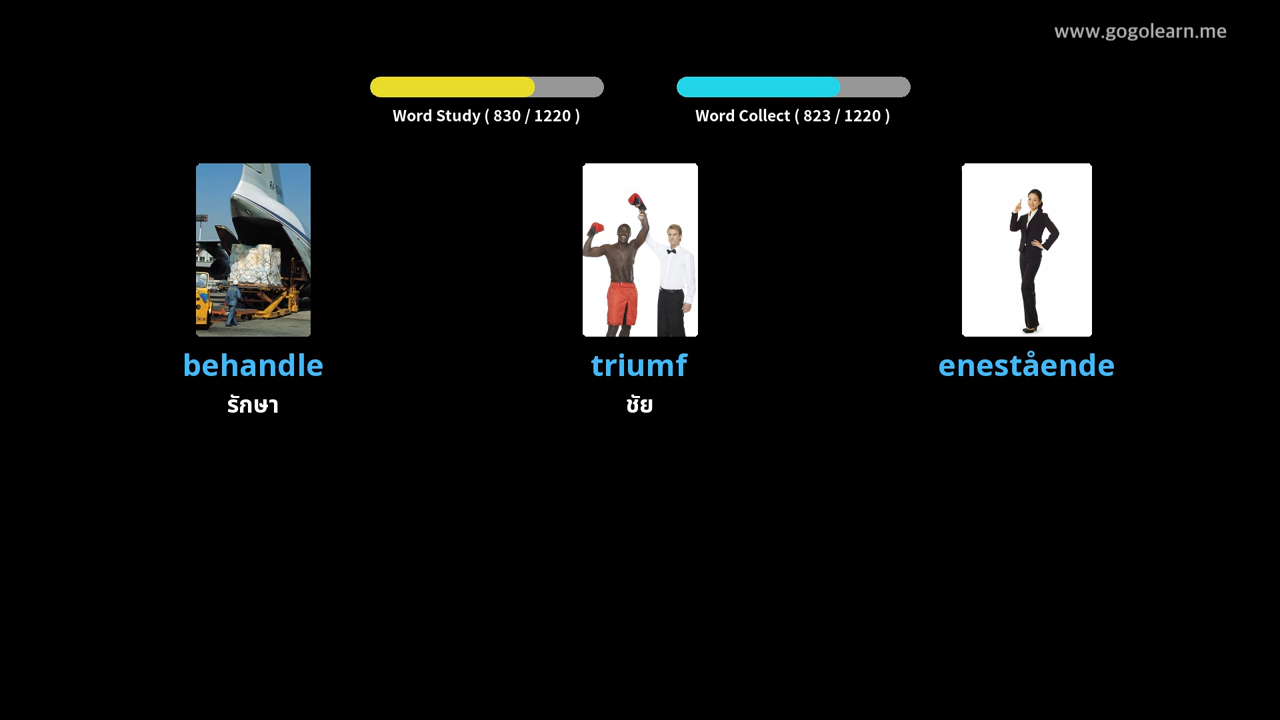 www.gogolearn.me
Word Study ( 830 / 1220 )
Word Collect ( 823 / 1220 )
behandle
triumf
enestående
รักษา
ชัย